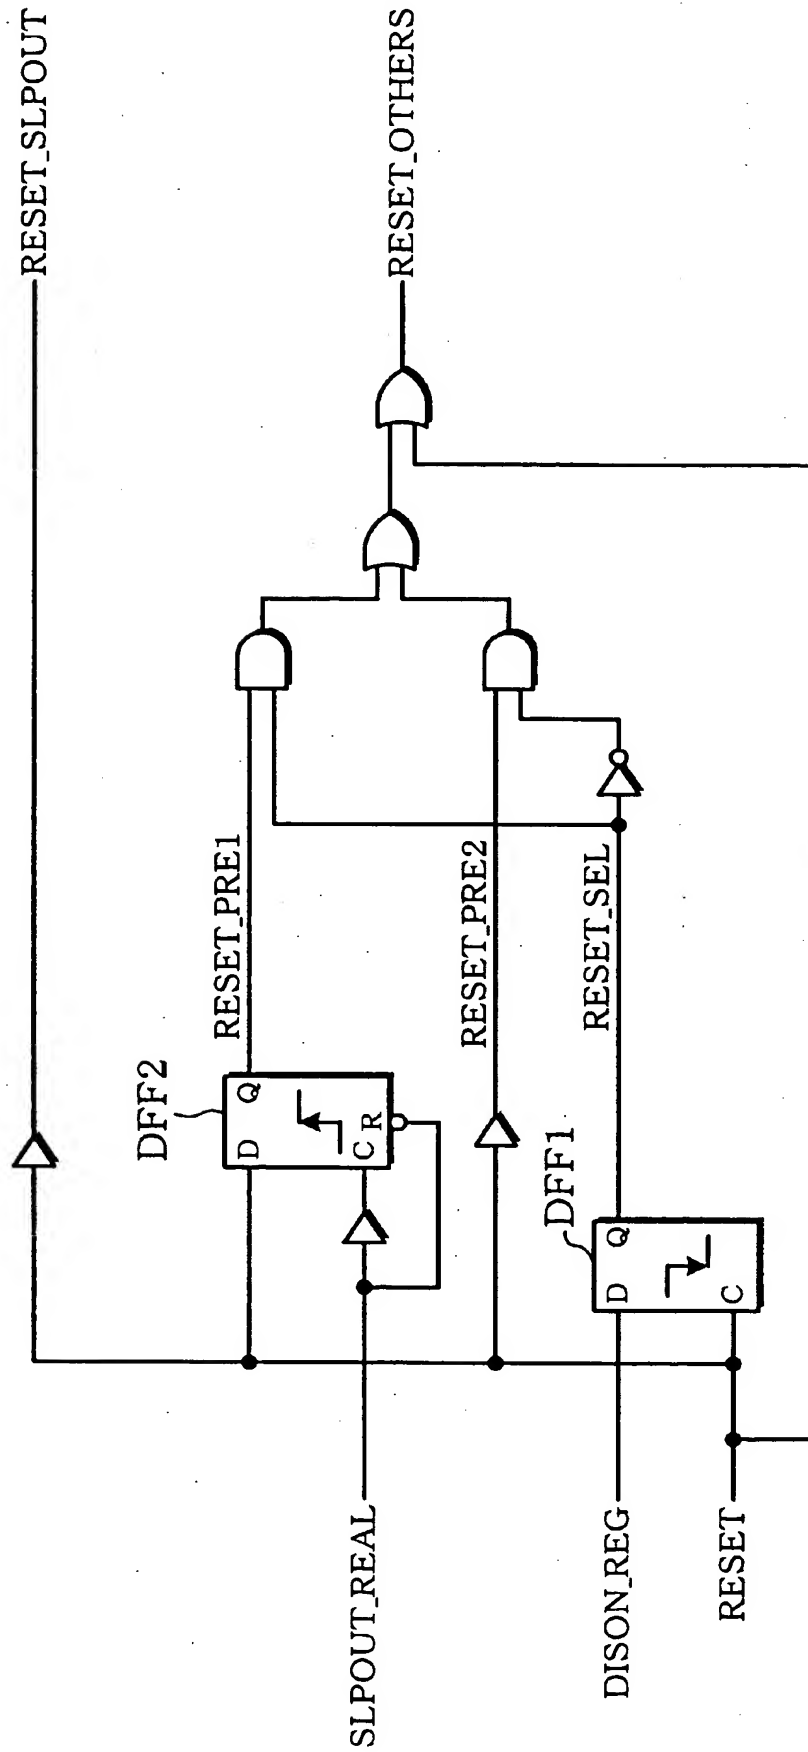 RESET_SLPOUT
RESET_OTHERS
RESET_PRE1
DFF2
D
Q
C
R
RESET_PRE2
RESET_SEL
DFF1
D
Q
C
SLPOUT_REAL
DISON_REG
RESET